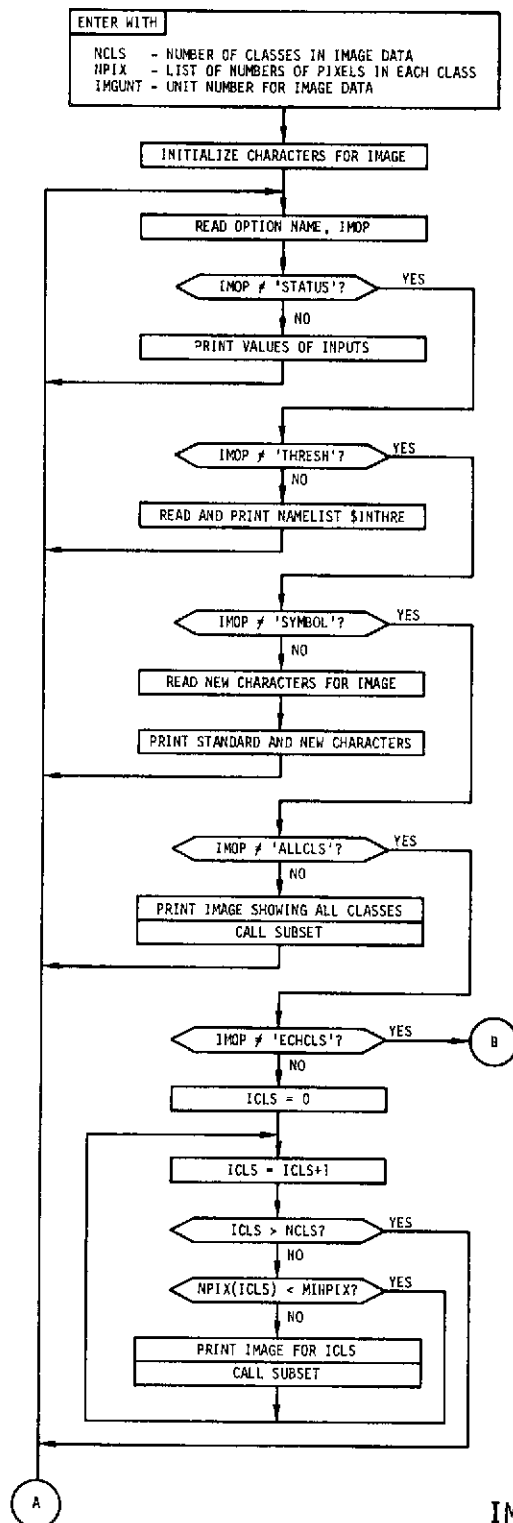 ENTER WITH
NCLS - NUMBER OF CLASSES IN IMAGE DATA
NPIX - LIST OF NUMBERS OF PIXELS IN EACH CLASS
IMGUNT - UNIT NUMBER FOR IMAGE DATA
INITIALIZE CHARACTERS FOR IMAGE
READ OPTION NAME, IMOP
IMOP ≠ 'STATUS'?
YES
NO
PRINT VALUES OF INPUTS
IMOP ≠ 'THRESH'?
YES
NO
READ AND PRINT NAMELIST $INTHRE
IMOP ≠ 'SYMBOL'?
YES
NO
READ NEW CHARACTERS FOR IMAGE
PRINT STANDARD AND NEW CHARACTERS
IMOP ≠ 'ALLCLS'?
YES
NO
PRINT IMAGE SHOWING ALL CLASSES
CALL SUBSET
IMOP ≠ 'ECHCLS'?
YES
B
NO
ICLS = 0
ICLS = ICLS+1
ICLS > NCLS?
YES
NO
NPIX(ICLS) < MINPIX?
YES
NO
PRINT IMAGE FOR ICLS
CALL SUBSET
A
IM